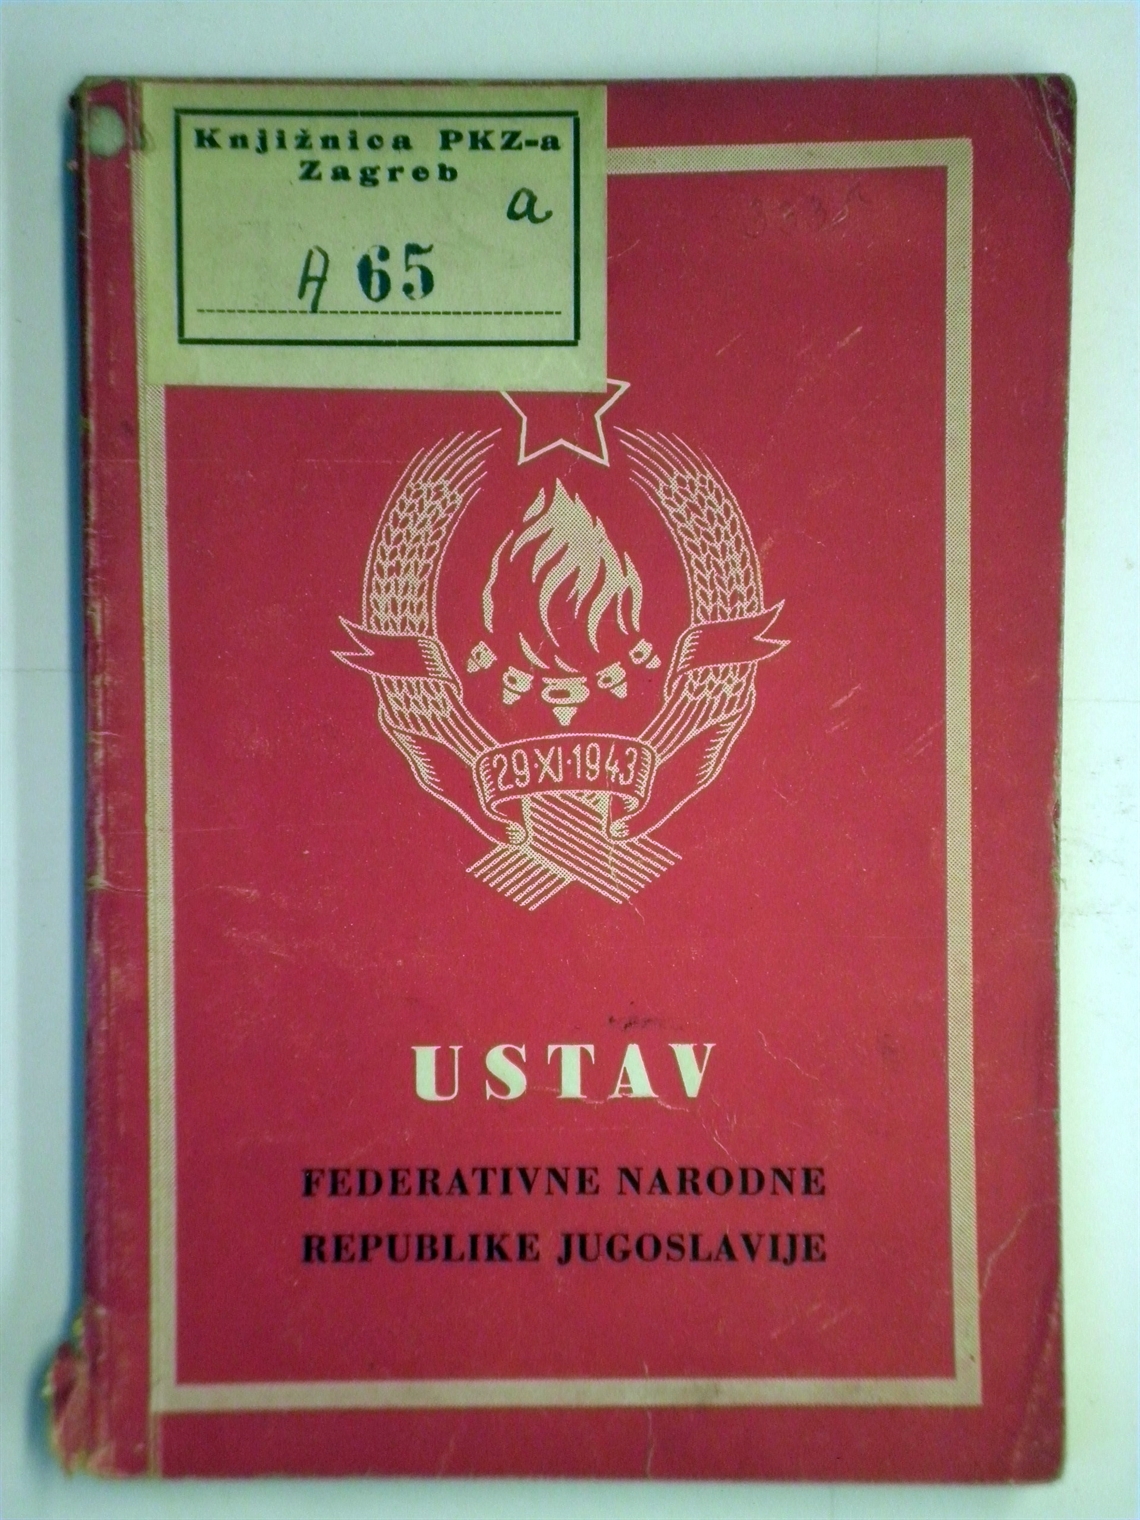 Knjižnica PKZ-a
Zagreb
a
A 65
29·XI·1943
USTAV
FEDERATIVNE NARODNE
REPUBLIKE JUGOSLAVIJE